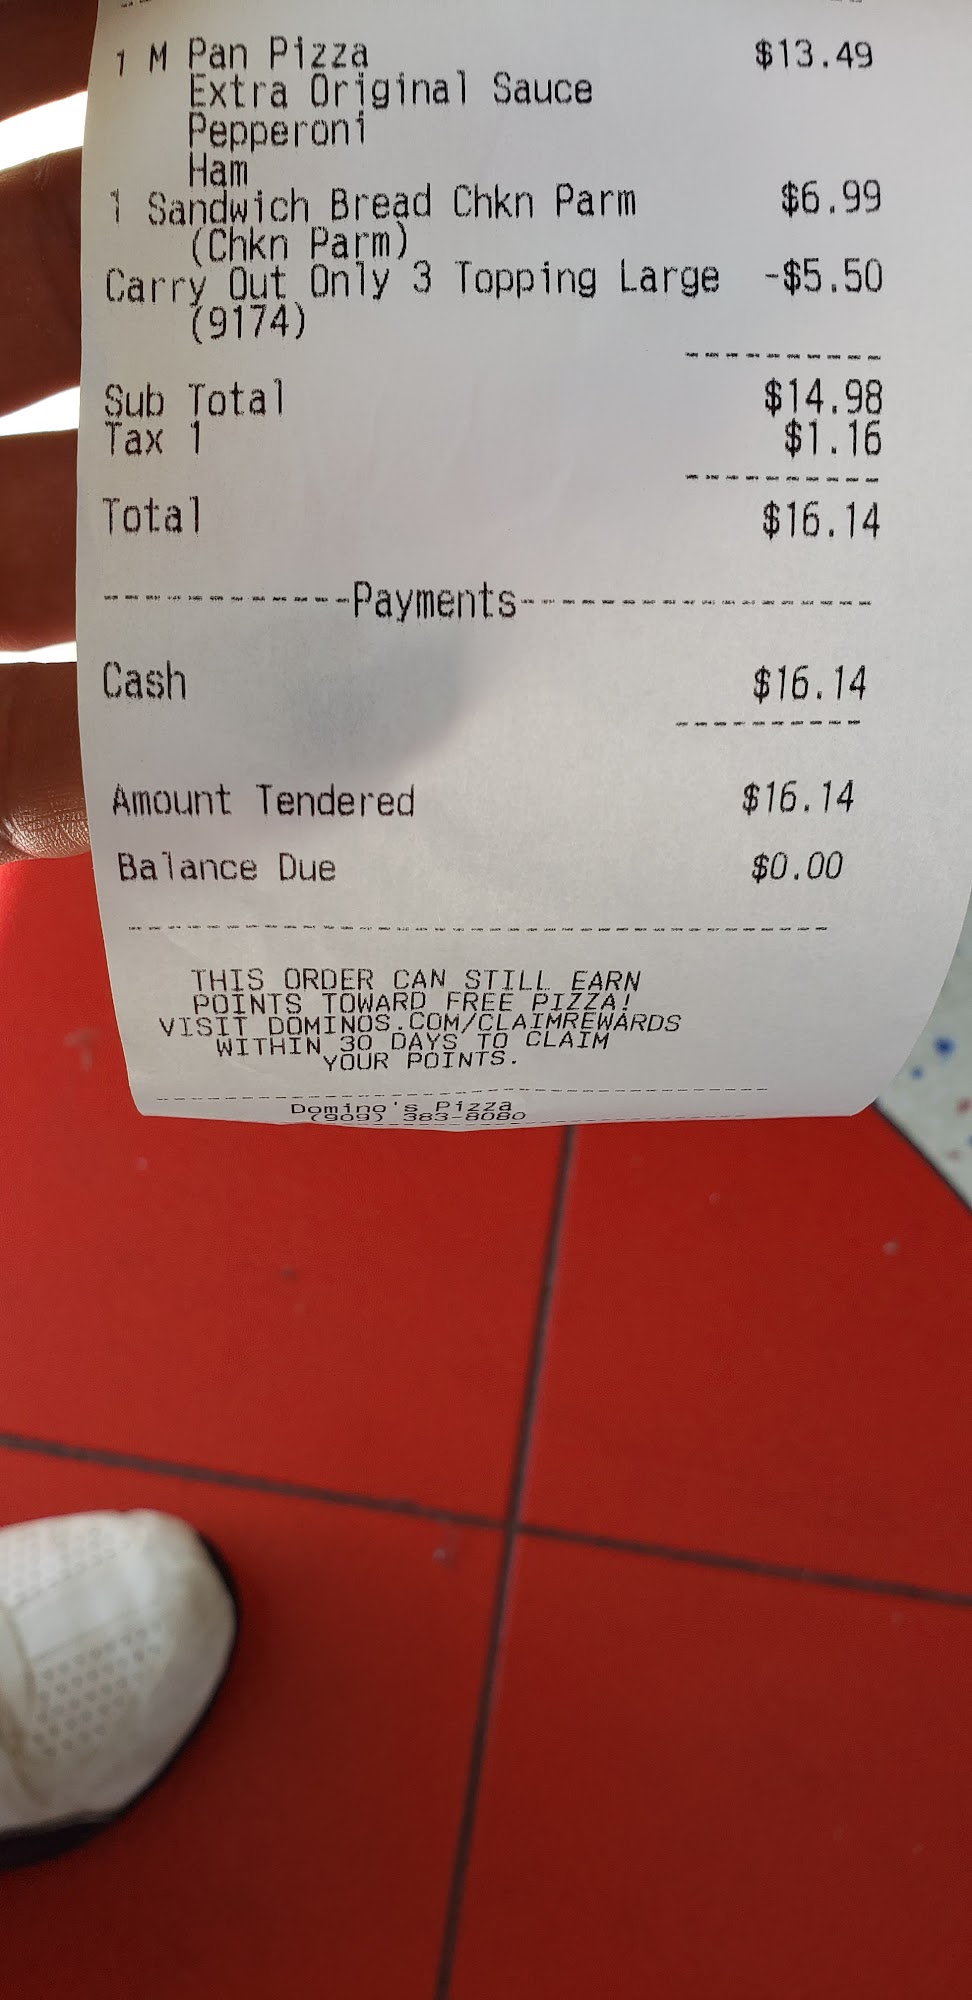 1 M Pan Pizza $13.49
Extra Original Sauce
Pepperoni
Ham
1 Sandwich Bread Chkn Parm $6.99
(Chkn Parm)
Carry Out Only 3 Topping Large -$5.50
(9174)
Sub Total $14.98
Tax 1 $1.16
Total $16.14
Payments
Cash $16.14
Amount Tendered $16.14
Balance Due $0.00
THIS ORDER CAN STILL EARN
POINTS TOWARD FREE PIZZA!
VISIT DOMINOS.COM/CLAIMREWARDS
WITHIN 30 DAYS TO CLAIM
YOUR POINTS.
Domino's Pizza
(909) 383-8080